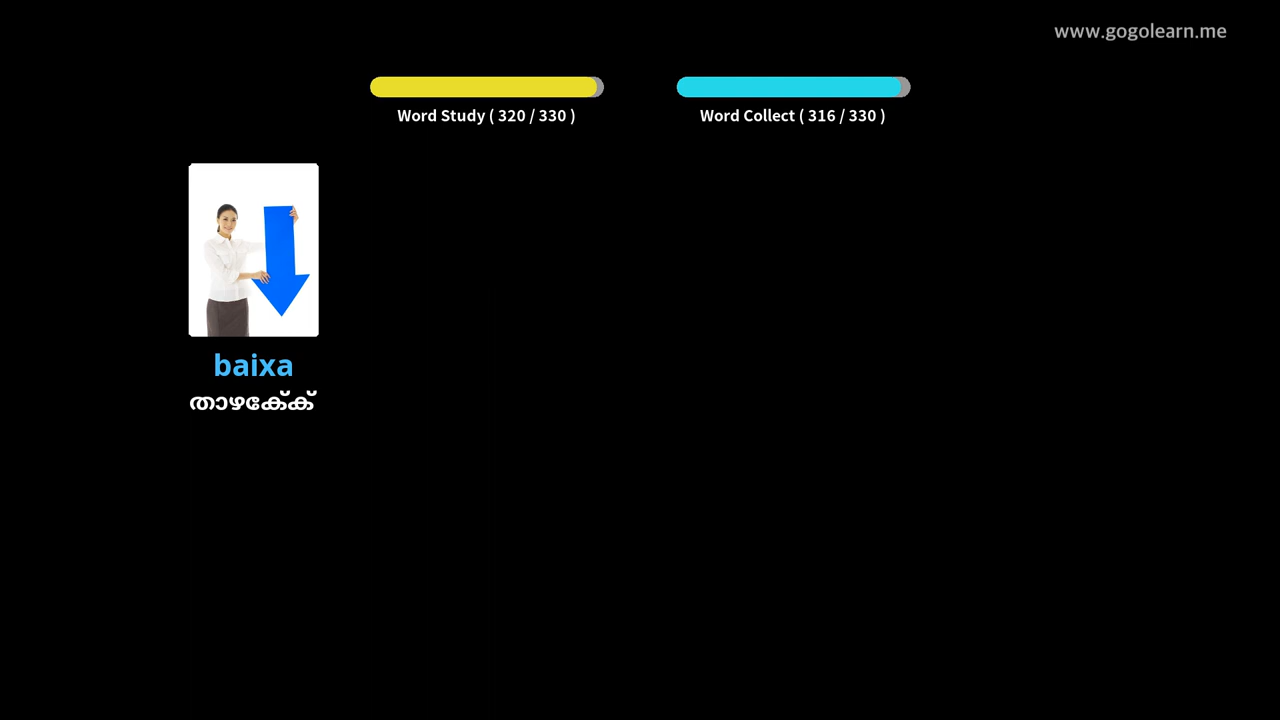 www.gogolearn.me
Word Study ( 320 / 330 )
Word Collect ( 316 / 330 )
baixa
താഴേക്ക്